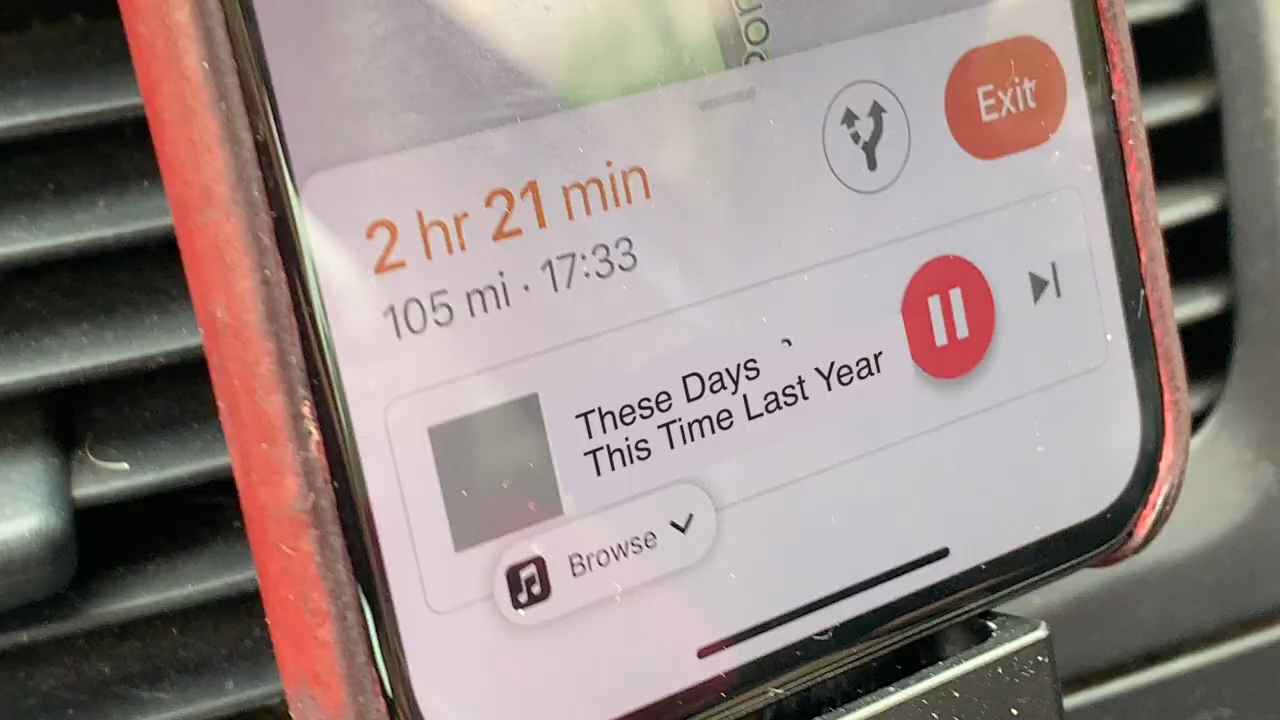 Exit
2 hr 21 min
105 mi · 17:33
These Days
This Time Last Year
Browse